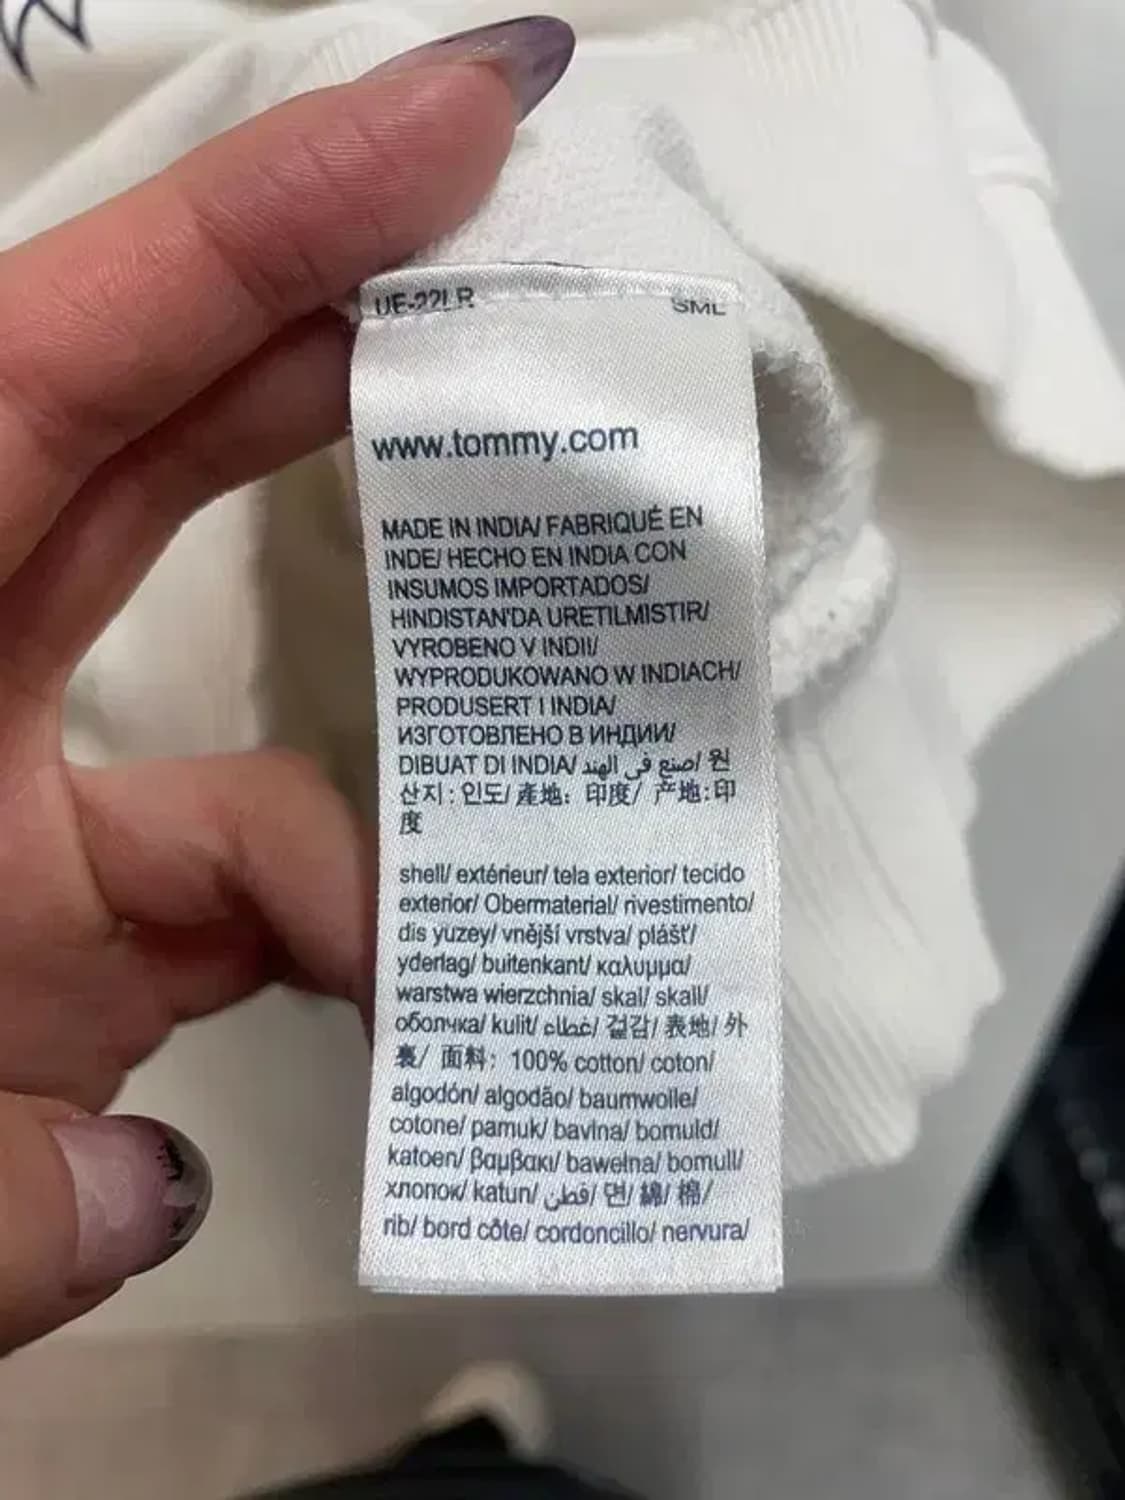 UE-22LR SML
www.tommy.com
MADE IN INDIA/ FABRIQUÉ EN
INDE/ HECHO EN INDIA CON
INSUMOS IMPORTADOS/
HINDISTAN'DA URETILMISTIR/
VYROBENO V INDII/
WYPRODUKOWANO W INDIACH/
PRODUSERT I INDIA/
ИЗГОТОВЛЕНО В ИНДИИ/
DIBUAT DI INDIA/ صنع في الهند/ 원
산지: 인도/ 產地: 印度/ 产地:印
度
shell/ extérieur/ tela exterior/ tecido
exterior/ Obermaterial/ rivestimento/
dis yuzey/ vnější vrstva/ plášť/
yderlag/ buitenkant/ καλυμμα/
warstwa wierzchnia/ skal/ skall/
оболчка/ kulit/ غطاء/ 겉감/ 表地/ 外
裏/ 面料: 100% cotton/ coton/
algodón/ algodão/ baumwolle/
cotone/ pamuk/ bavlna/ bomuld/
katoen/ βαμβακι/ bawełna/ bomull/
хлопок/ katun/ قطن/ 면/ 綿/ 棉/
rib/ bord côte/ cordoncillo/ nervura/